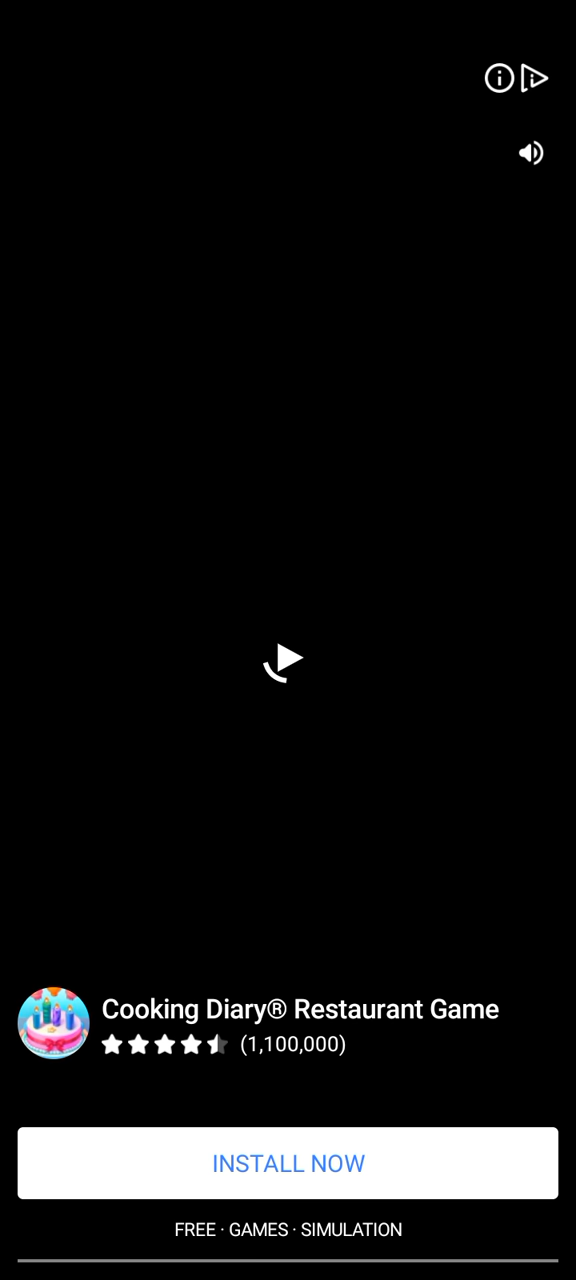 Cooking Diary® Restaurant Game
(1,100,000)
INSTALL NOW
FREE · GAMES · SIMULATION